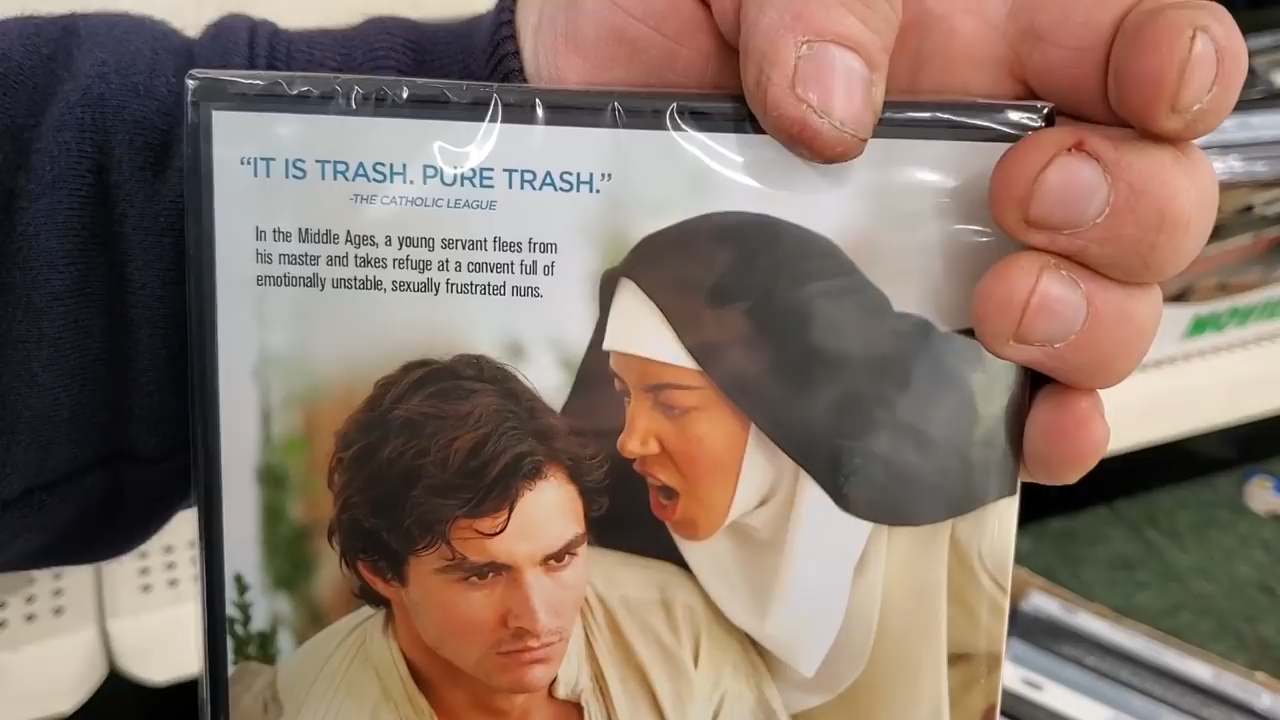 “IT IS TRASH. PURE TRASH.”
-THE CATHOLIC LEAGUE
In the Middle Ages, a young servant flees from
his master and takes refuge at a convent full of
emotionally unstable, sexually frustrated nuns.